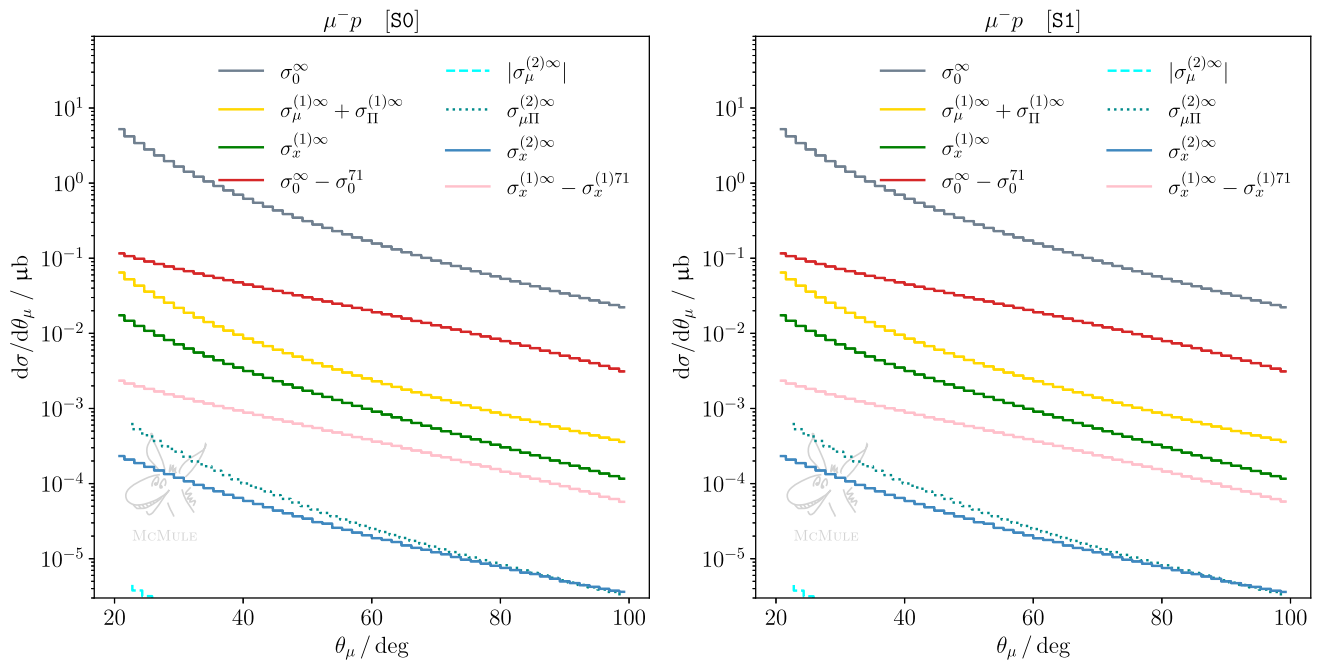 μ⁻p [S0]
σ₀^∞
σ_μ^(1)∞ + σ_Π^(1)∞
σ_x^(1)∞
σ₀^∞ − σ₀^71
|σ_μ^(2)∞|
σ_μΠ^(2)∞
σ_x^(2)∞
σ_x^(1)∞ − σ_x^(1)71
dσ/dθ_μ / μb
10¹
10⁰
10⁻¹
10⁻²
10⁻³
10⁻⁴
10⁻⁵
McMule
20 40 60 80 100
θ_μ / deg
μ⁻p [S1]
σ₀^∞
σ_μ^(1)∞ + σ_Π^(1)∞
σ_x^(1)∞
σ₀^∞ − σ₀^71
|σ_μ^(2)∞|
σ_μΠ^(2)∞
σ_x^(2)∞
σ_x^(1)∞ − σ_x^(1)71
dσ/dθ_μ / μb
10¹
10⁰
10⁻¹
10⁻²
10⁻³
10⁻⁴
10⁻⁵
McMule
20 40 60 80 100
θ_μ / deg